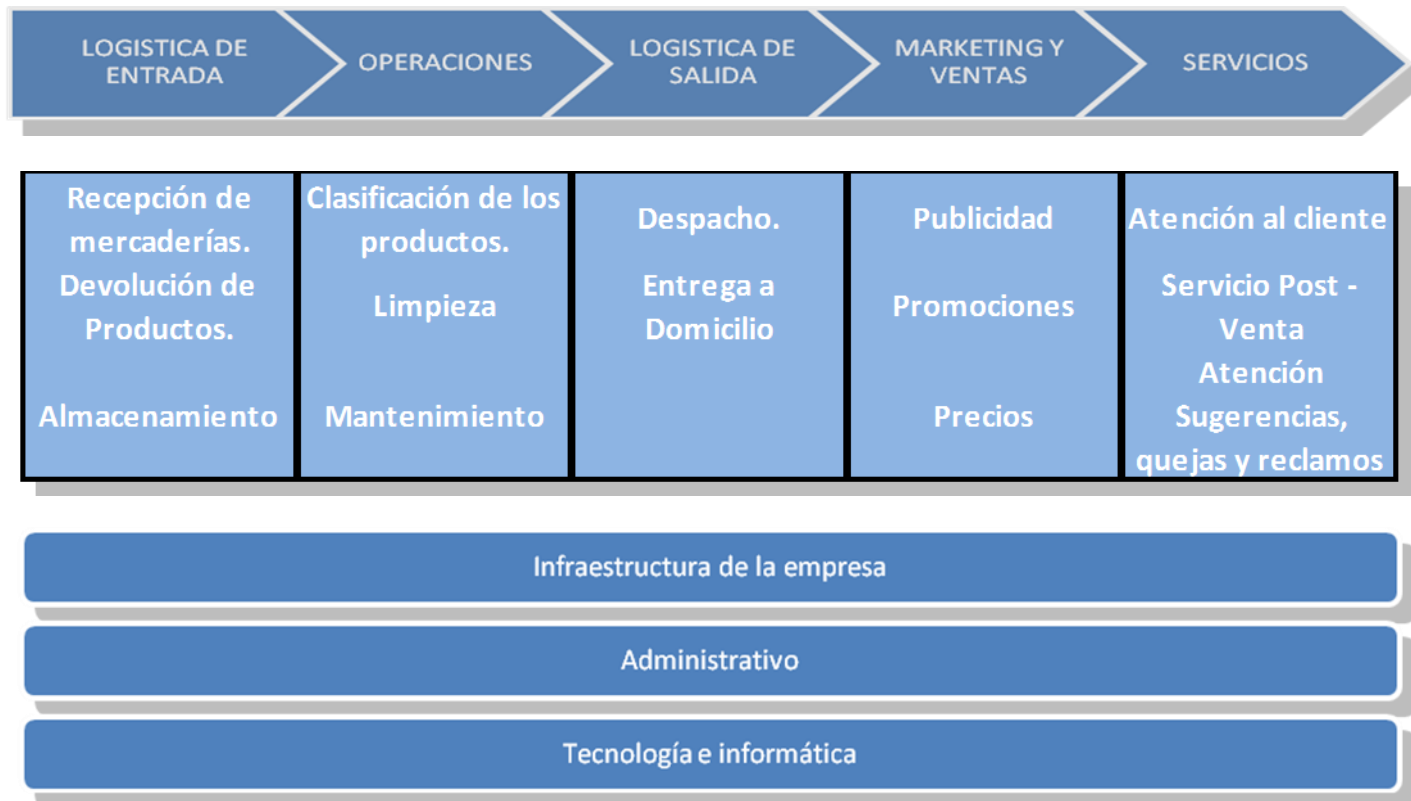 LOGISTICA DE
ENTRADA
OPERACIONES
LOGISTICA DE
SALIDA
MARKETING Y
VENTAS
SERVICIOS
Recepción de
mercaderías.
Devolución de
Productos.
Almacenamiento
Clasificación de los
productos.
Limpieza
Mantenimiento
Despacho.
Entrega a
Domicilio
Publicidad
Promociones
Precios
Atención al cliente
Servicio Post -
Venta
Atención
Sugerencias,
quejas y reclamos
Infraestructura de la empresa
Administrativo
Tecnología e informática